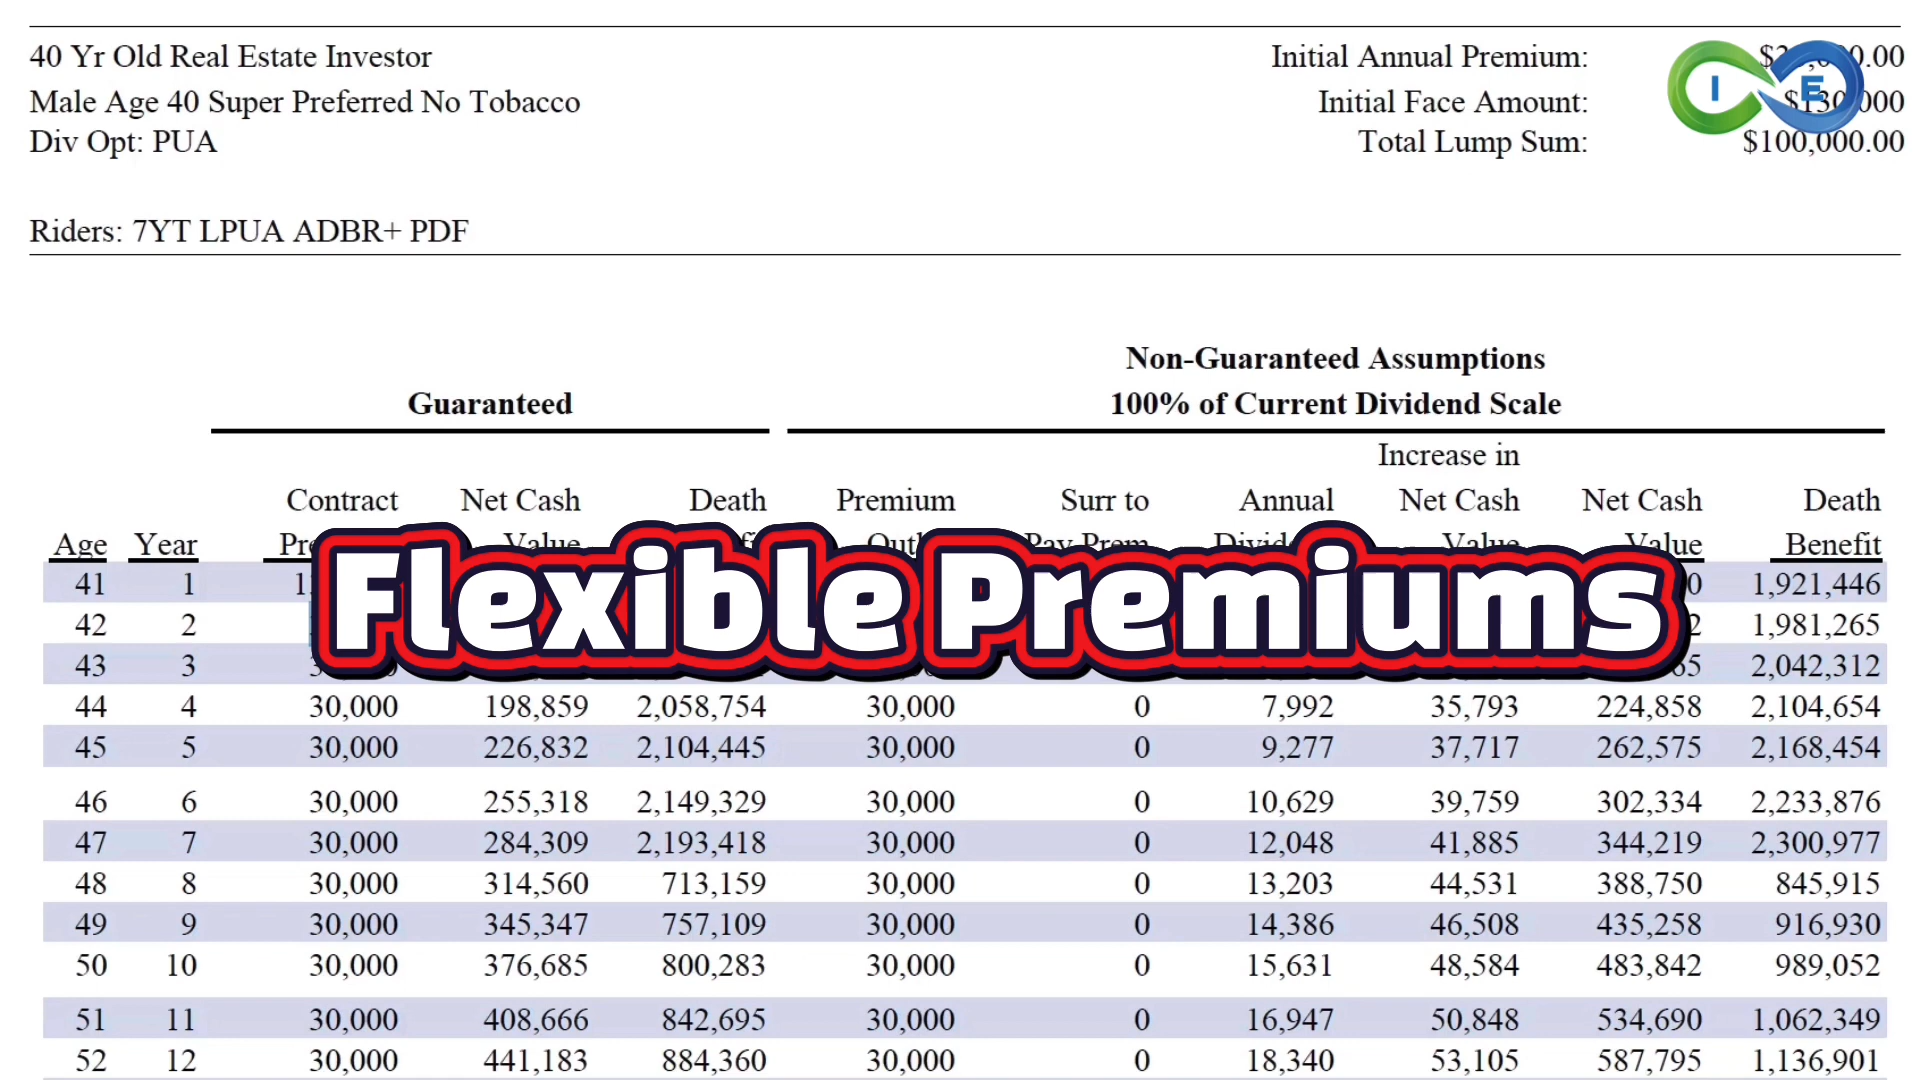 40 Yr Old Real Estate Investor
Male Age 40 Super Preferred No Tobacco
Div Opt: PUA
Initial Annual Premium:
Initial Face Amount:
Total Lump Sum: $100,000.00
I E
Riders: 7YT LPUA ADBR+ PDF
Guaranteed
Non-Guaranteed Assumptions
100% of Current Dividend Scale
Increase in
Contract Net Cash Death Premium Surr to Annual Net Cash Net Cash Death
Age Year Value Pay Prem Value Value Benefit
Flexible Premiums
41 1 1,921,446
42 2 1,981,265
43 3 2,042,312
44 4 30,000 198,859 2,058,754 30,000 0 7,992 35,793 224,858 2,104,654
45 5 30,000 226,832 2,104,445 30,000 0 9,277 37,717 262,575 2,168,454
46 6 30,000 255,318 2,149,329 30,000 0 10,629 39,759 302,334 2,233,876
47 7 30,000 284,309 2,193,418 30,000 0 12,048 41,885 344,219 2,300,977
48 8 30,000 314,560 713,159 30,000 0 13,203 44,531 388,750 845,915
49 9 30,000 345,347 757,109 30,000 0 14,386 46,508 435,258 916,930
50 10 30,000 376,685 800,283 30,000 0 15,631 48,584 483,842 989,052
51 11 30,000 408,666 842,695 30,000 0 16,947 50,848 534,690 1,062,349
52 12 30,000 441,183 884,360 30,000 0 18,340 53,105 587,795 1,136,901